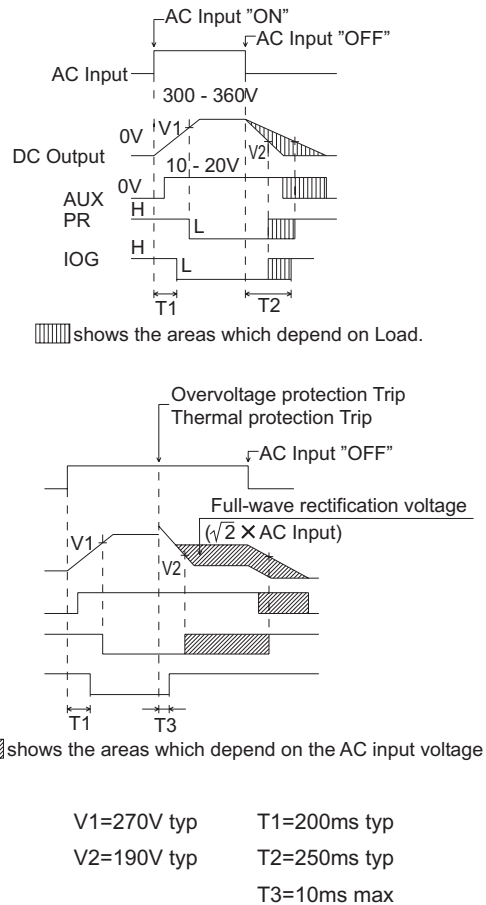 AC Input ”ON”
AC Input ”OFF”
AC Input
300 - 360V
0V
V1
V2
DC Output
10 - 20V
0V
AUX
H
PR
L
H
IOG
L
T1
T2
shows the areas which depend on Load.
Overvoltage protection Trip
Thermal protection Trip
AC Input ”OFF”
Full-wave rectification voltage
(√2 × AC Input)
V1
V2
T1
T3
shows the areas which depend on the AC input voltage
V1=270V typ
T1=200ms typ
V2=190V typ
T2=250ms typ
T3=10ms max